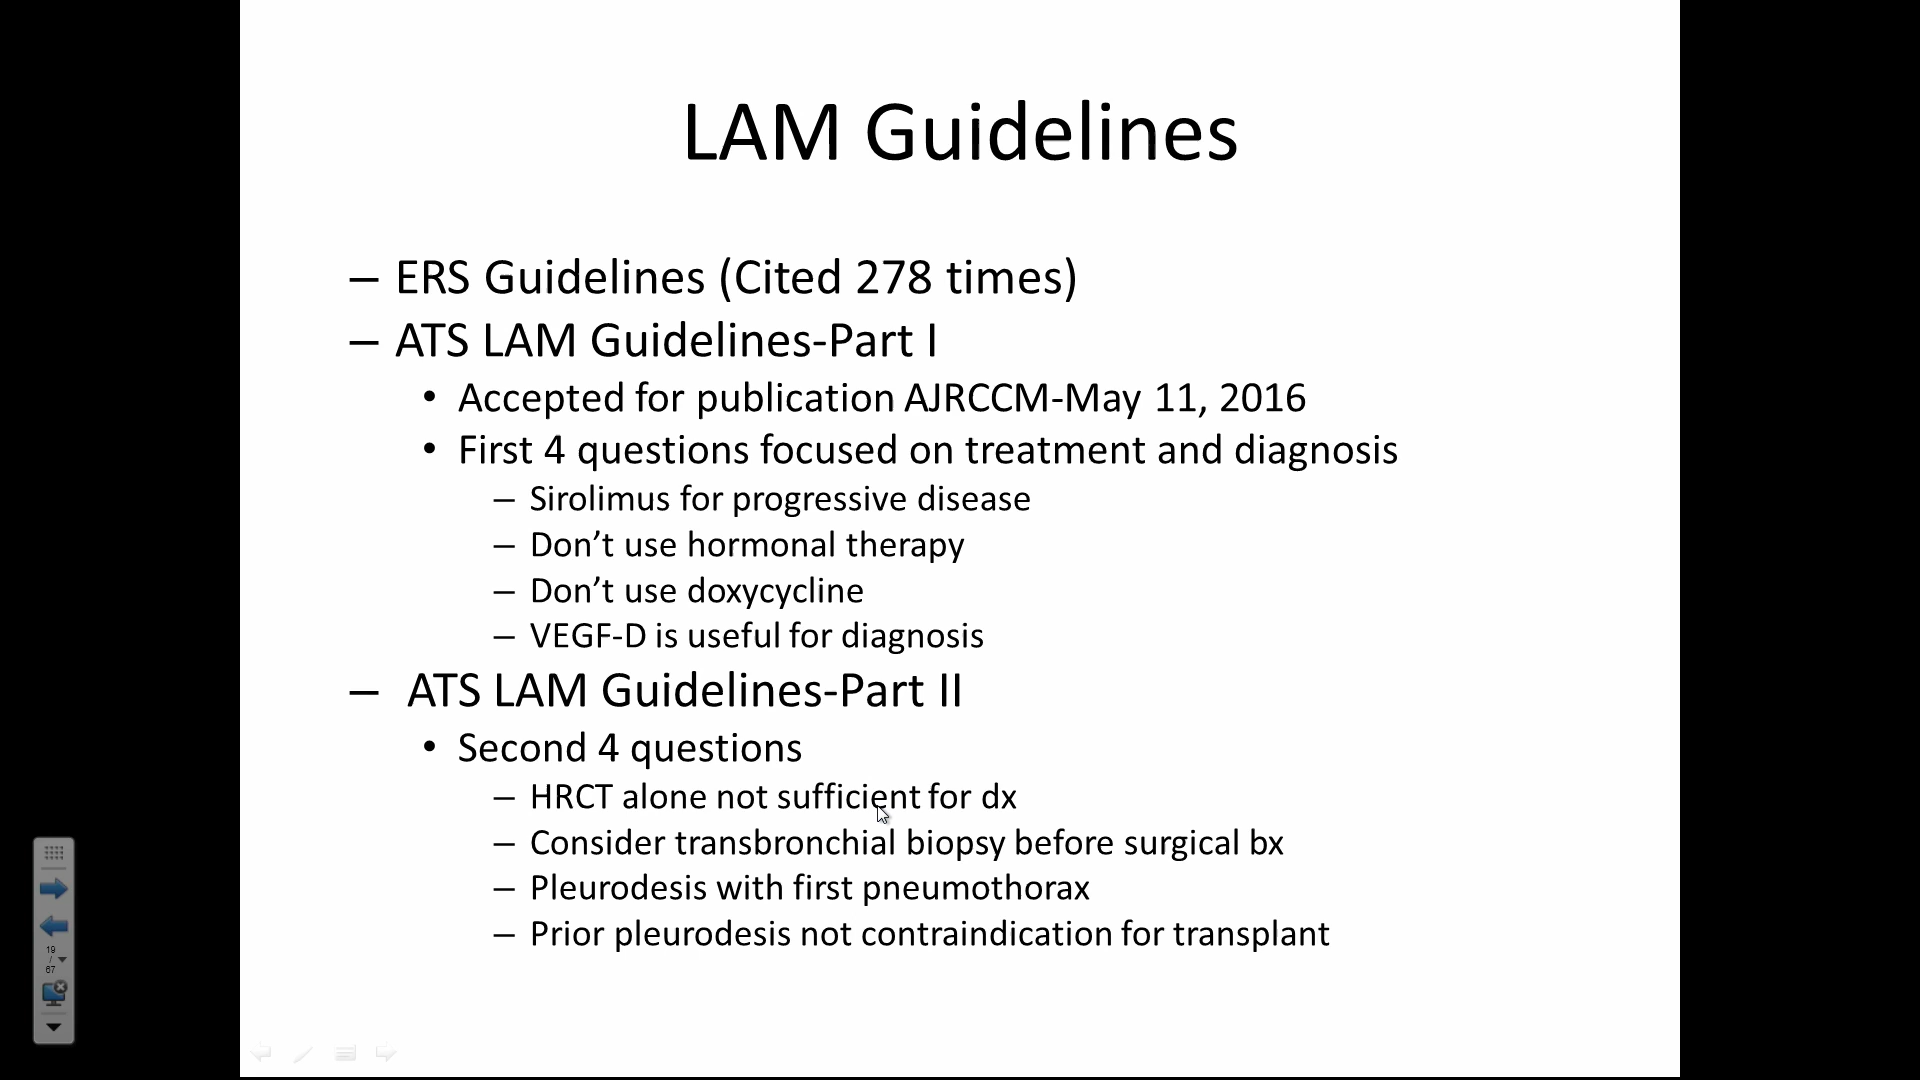 LAM Guidelines
– ERS Guidelines (Cited 278 times)
– ATS LAM Guidelines-Part I
• Accepted for publication AJRCCM-May 11, 2016
• First 4 questions focused on treatment and diagnosis
– Sirolimus for progressive disease
– Don’t use hormonal therapy
– Don’t use doxycycline
– VEGF-D is useful for diagnosis
– ATS LAM Guidelines-Part II
• Second 4 questions
– HRCT alone not sufficient for dx
– Consider transbronchial biopsy before surgical bx
– Pleurodesis with first pneumothorax
– Prior pleurodesis not contraindication for transplant
19
/
67